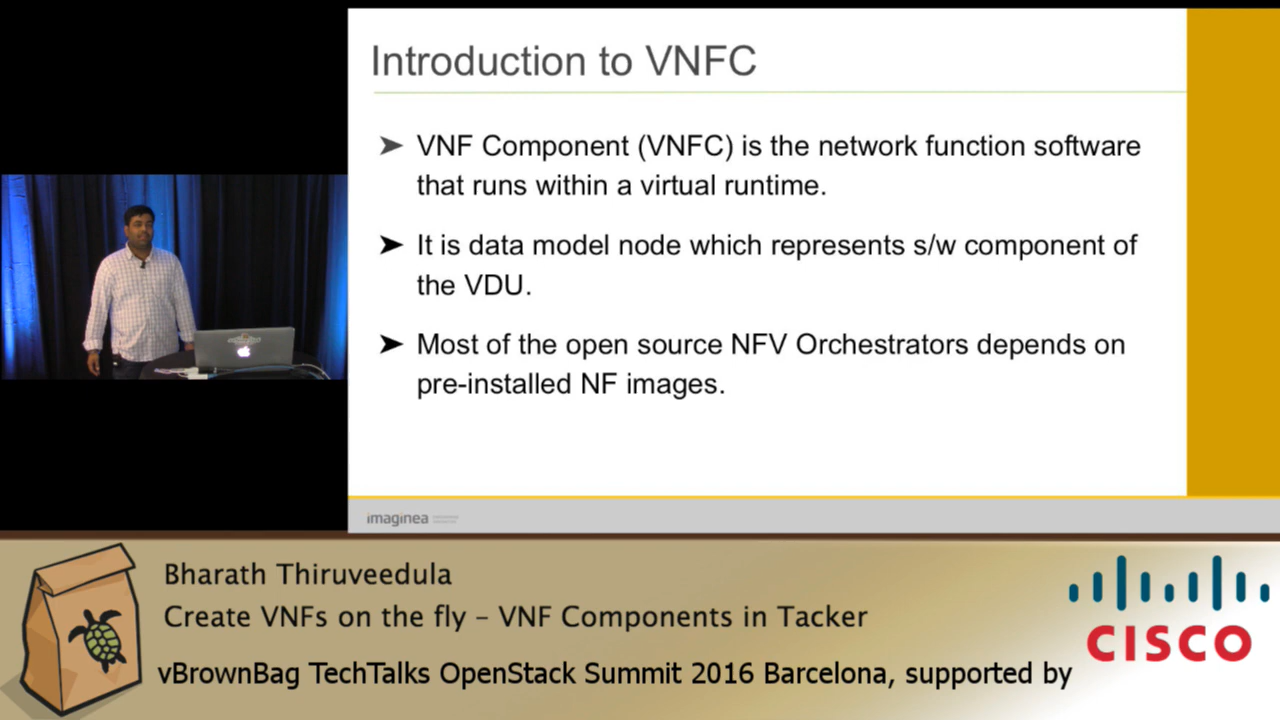 Introduction to VNFC
➤ VNF Component (VNFC) is the network function software
that runs within a virtual runtime.
➤ It is data model node which represents s/w component of
the VDU.
➤ Most of the open source NFV Orchestrators depends on
pre-installed NF images.
imaginea
Bharath Thiruveedula
Create VNFs on the fly – VNF Components in Tacker
vBrownBag TechTalks OpenStack Summit 2016 Barcelona, supported by
CISCO